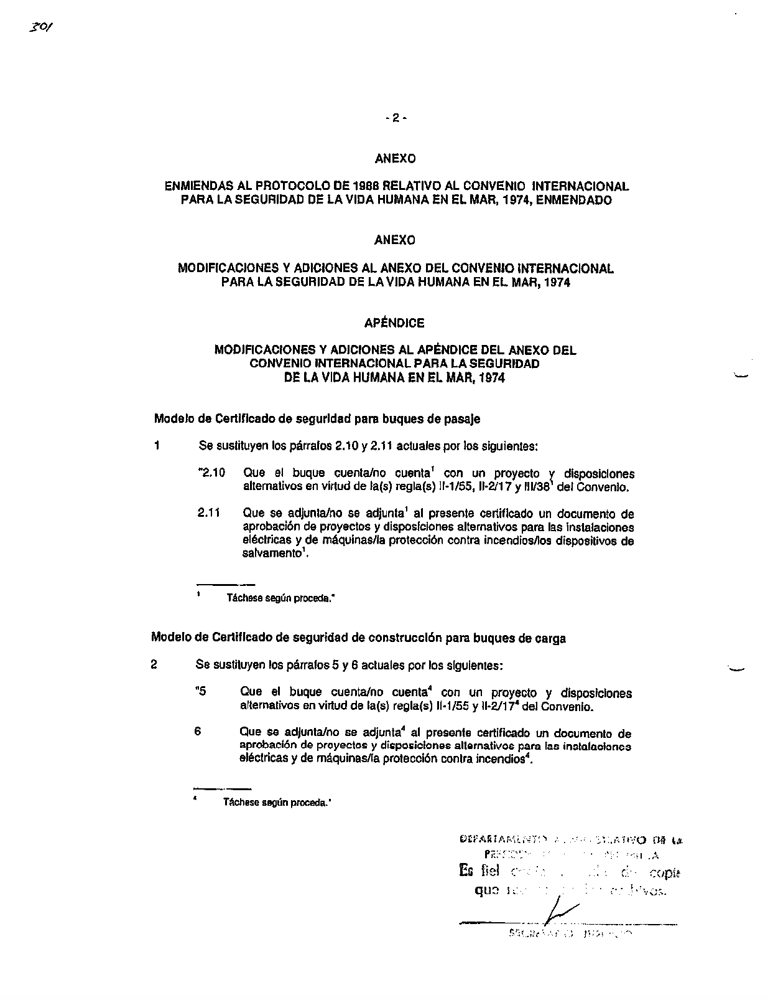 301
- 2 -
ANEXO
ENMIENDAS AL PROTOCOLO DE 1988 RELATIVO AL CONVENIO INTERNACIONAL
PARA LA SEGURIDAD DE LA VIDA HUMANA EN EL MAR, 1974, ENMENDADO
ANEXO
MODIFICACIONES Y ADICIONES AL ANEXO DEL CONVENIO INTERNACIONAL
PARA LA SEGURIDAD DE LA VIDA HUMANA EN EL MAR, 1974
APÉNDICE
MODIFICACIONES Y ADICIONES AL APÉNDICE DEL ANEXO DEL
CONVENIO INTERNACIONAL PARA LA SEGURIDAD
DE LA VIDA HUMANA EN EL MAR, 1974
Modelo de Certificado de seguridad para buques de pasaje
1 Se sustituyen los párrafos 2.10 y 2.11 actuales por los siguientes:
"2.10 Que el buque cuenta/no cuenta¹ con un proyecto y disposiciones
alternativos en virtud de la(s) regla(s) II-1/55, II-2/17 y III/38¹ del Convenio.
2.11 Que se adjunta/no se adjunta¹ al presente certificado un documento de
aprobación de proyectos y disposiciones alternativos para las instalaciones
eléctricas y de máquinas/la protección contra incendios/los dispositivos de
salvamento¹.
¹ Táchese según proceda."
Modelo de Certificado de seguridad de construcción para buques de carga
2 Se sustituyen los párrafos 5 y 6 actuales por los siguientes:
"5 Que el buque cuenta/no cuenta⁴ con un proyecto y disposiciones
alternativos en virtud de la(s) regla(s) II-1/55 y II-2/17⁴ del Convenio.
6 Que se adjunta/no se adjunta⁴ al presente certificado un documento de
aprobación de proyectos y disposiciones alternativos para las instalaciones
eléctricas y de máquinas/la protección contra incendios⁴.
⁴ Táchese según proceda."
DEPARTAMENTO DE LA
Es fiel copia
que archivos.